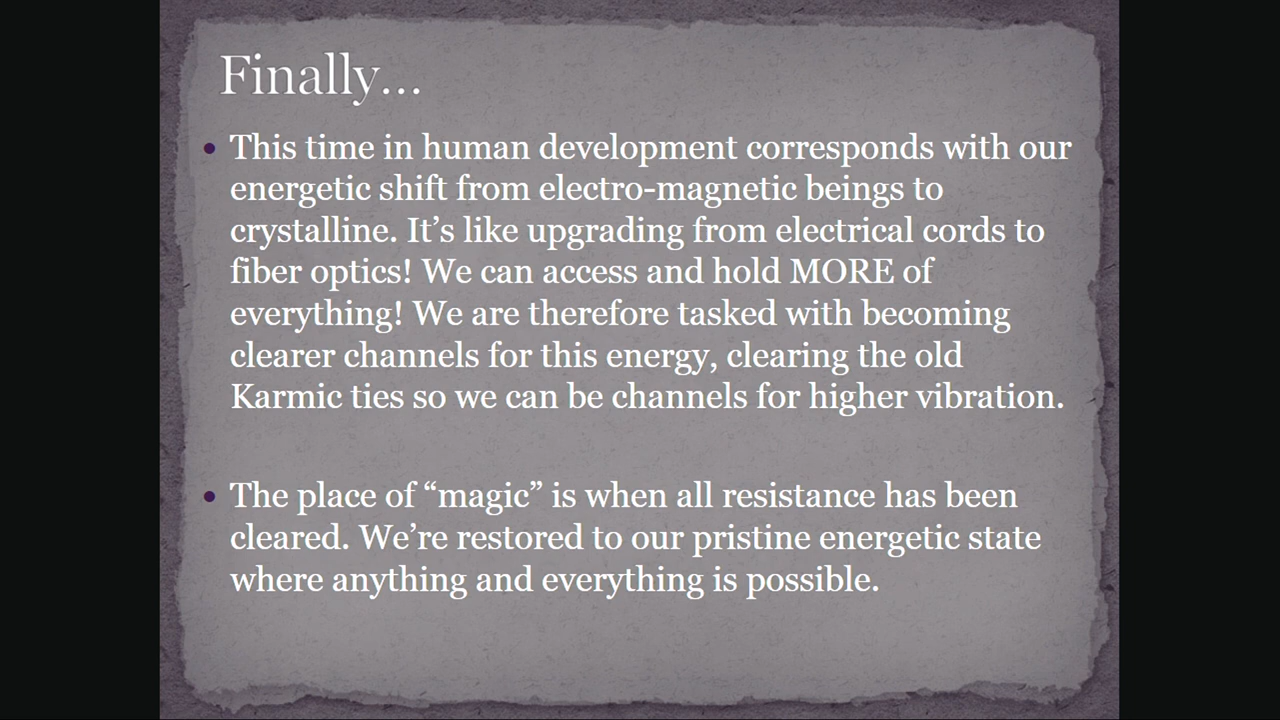 Finally...
• This time in human development corresponds with our
energetic shift from electro-magnetic beings to
crystalline. It’s like upgrading from electrical cords to
fiber optics! We can access and hold MORE of
everything! We are therefore tasked with becoming
clearer channels for this energy, clearing the old
Karmic ties so we can be channels for higher vibration.
• The place of “magic” is when all resistance has been
cleared. We’re restored to our pristine energetic state
where anything and everything is possible.